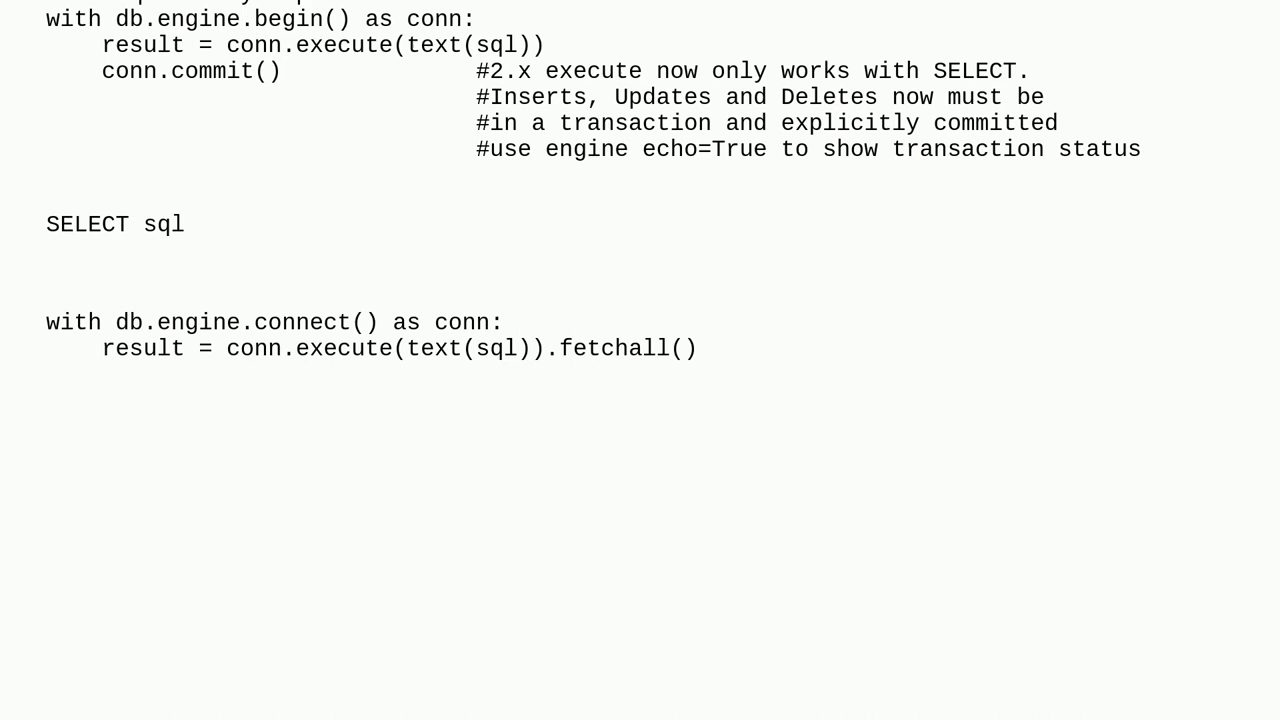 with db.engine.begin() as conn:
    result = conn.execute(text(sql))
    conn.commit()              #2.x execute now only works with SELECT.
                               #Inserts, Updates and Deletes now must be
                               #in a transaction and explicitly committed
                               #use engine echo=True to show transaction status
SELECT sql
with db.engine.connect() as conn:
    result = conn.execute(text(sql)).fetchall()